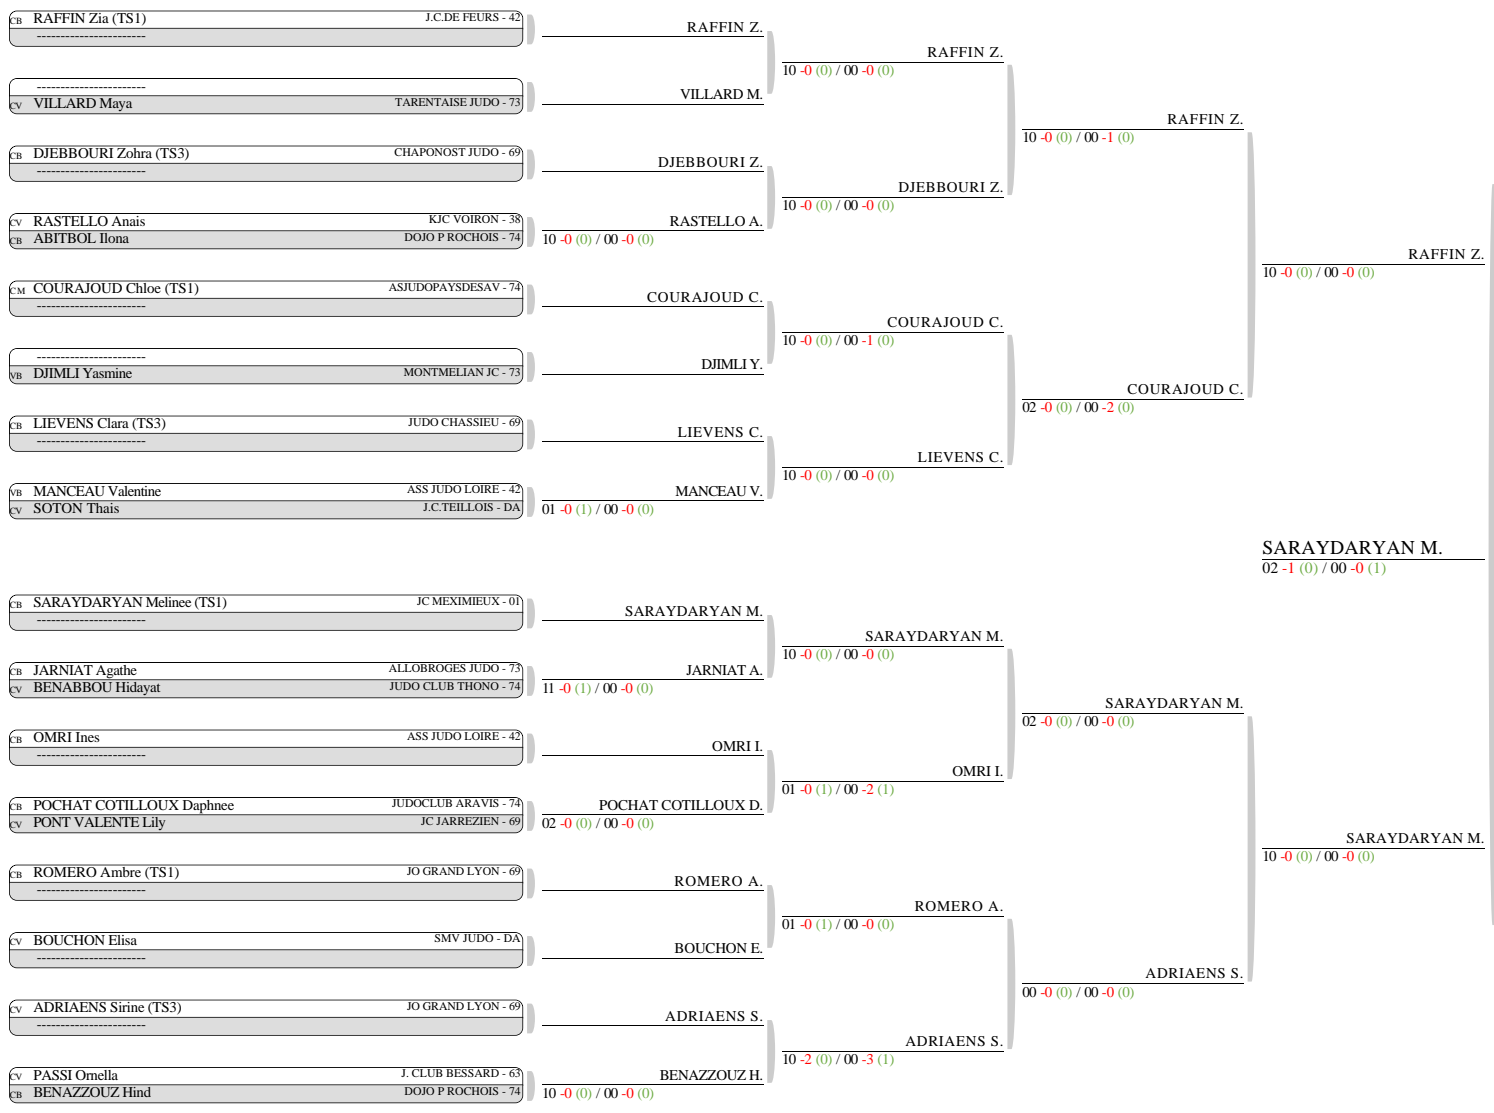 CB RAFFIN Zia (TS1) J.C.DE FEURS - 42
-----------------------
-----------------------
CV VILLARD Maya TARENTAISE JUDO - 73
CB DJEBBOURI Zohra (TS3) CHAPONOST JUDO - 69
-----------------------
CV RASTELLO Anais KJC VOIRON - 38
CB ABITBOL Ilona DOJO P ROCHOIS - 74
CM COURAJOUD Chloe (TS1) ASJUDOPAYSDESAV - 74
-----------------------
-----------------------
VB DJIMLI Yasmine MONTMELIAN JC - 73
CB LIEVENS Clara (TS3) JUDO CHASSIEU - 69
-----------------------
VB MANCEAU Valentine ASS JUDO LOIRE - 42
CV SOTON Thais J.C.TEILLOIS - DA
CB SARAYDARYAN Melinee (TS1) JC MEXIMIEUX - 01
-----------------------
CB JARNIAT Agathe ALLOBROGES JUDO - 73
CV BENABBOU Hidayat JUDO CLUB THONO - 74
CB OMRI Ines ASS JUDO LOIRE - 42
-----------------------
CB POCHAT COTILLOUX Daphnee JUDOCLUB ARAVIS - 74
CV PONT VALENTE Lily JC JARREZIEN - 69
CB ROMERO Ambre (TS1) JO GRAND LYON - 69
-----------------------
CV BOUCHON Elisa SMV JUDO - DA
-----------------------
CV ADRIAENS Sirine (TS3) JO GRAND LYON - 69
-----------------------
CV PASSI Ornella J. CLUB BESSARD - 63
CB BENAZZOUZ Hind DOJO P ROCHOIS - 74
RAFFIN Z.
VILLARD M.
DJEBBOURI Z.
RASTELLO A.
10 -0 (0) / 00 -0 (0)
COURAJOUD C.
DJIMLI Y.
LIEVENS C.
MANCEAU V.
01 -0 (1) / 00 -0 (0)
SARAYDARYAN M.
JARNIAT A.
11 -0 (1) / 00 -0 (0)
OMRI I.
POCHAT COTILLOUX D.
02 -0 (0) / 00 -0 (0)
ROMERO A.
BOUCHON E.
ADRIAENS S.
BENAZZOUZ H.
10 -0 (0) / 00 -0 (0)
RAFFIN Z.
10 -0 (0) / 00 -0 (0)
DJEBBOURI Z.
10 -0 (0) / 00 -0 (0)
COURAJOUD C.
10 -0 (0) / 00 -1 (0)
LIEVENS C.
10 -0 (0) / 00 -0 (0)
SARAYDARYAN M.
10 -0 (0) / 00 -0 (0)
OMRI I.
01 -0 (1) / 00 -2 (1)
ROMERO A.
01 -0 (1) / 00 -0 (0)
ADRIAENS S.
10 -2 (0) / 00 -3 (1)
RAFFIN Z.
10 -0 (0) / 00 -1 (0)
COURAJOUD C.
02 -0 (0) / 00 -2 (0)
SARAYDARYAN M.
02 -0 (0) / 00 -0 (0)
ADRIAENS S.
00 -0 (0) / 00 -0 (0)
RAFFIN Z.
10 -0 (0) / 00 -0 (0)
SARAYDARYAN M.
02 -1 (0) / 00 -0 (1)
SARAYDARYAN M.
10 -0 (0) / 00 -0 (0)